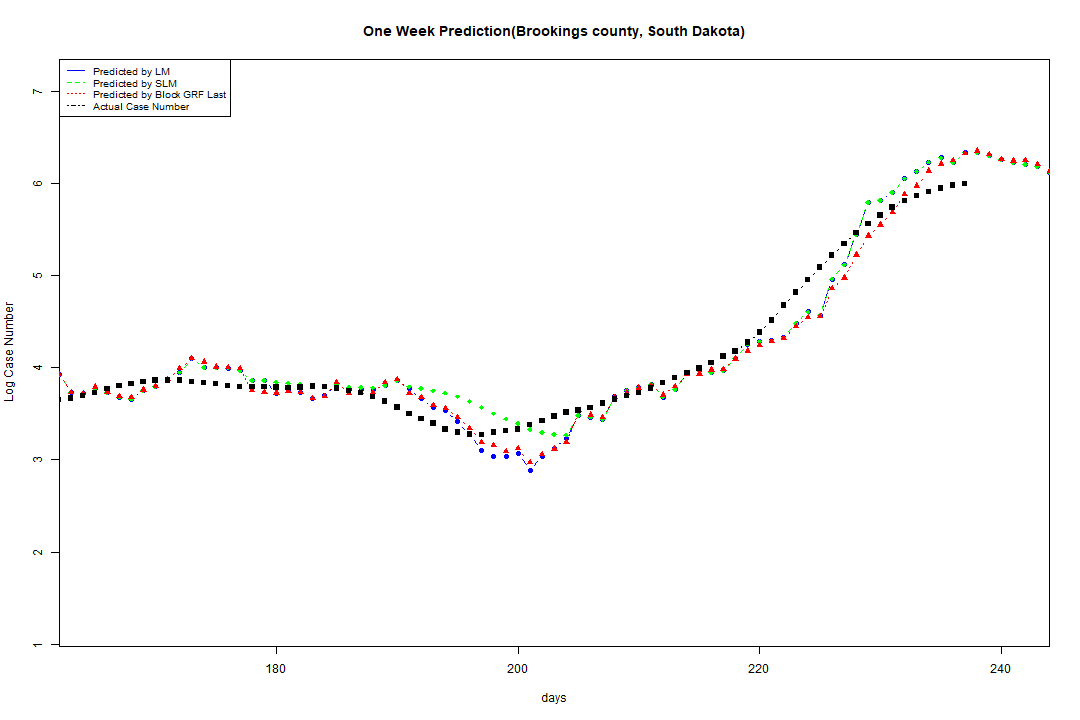 One Week Prediction(Brookings county, South Dakota)
Predicted by LM
Predicted by SLM
Predicted by Block GRF Last
Actual Case Number
Log Case Number
7
6
5
4
3
2
1
180 200 220 240
days